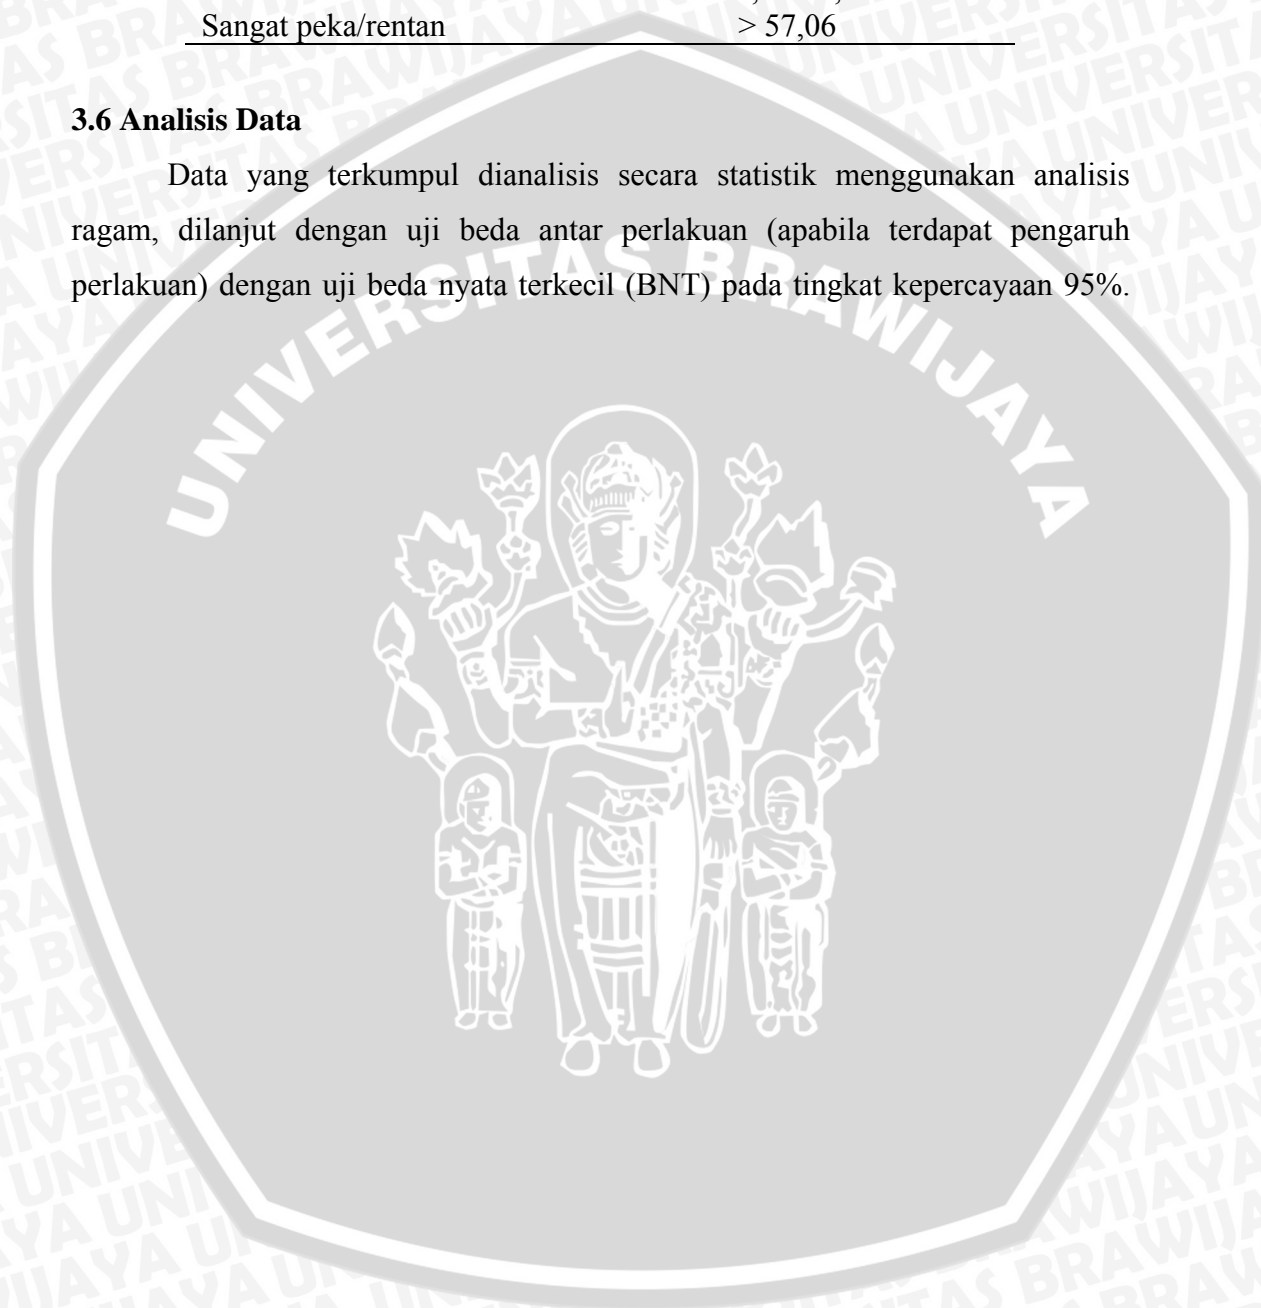 Sangat peka/rentan > 57,06
3.6 Analisis Data
Data yang terkumpul dianalisis secara statistik menggunakan analisis
ragam, dilanjut dengan uji beda antar perlakuan (apabila terdapat pengaruh
perlakuan) dengan uji beda nyata terkecil (BNT) pada tingkat kepercayaan 95%.
UNIVERSITAS BRAWIJAYA